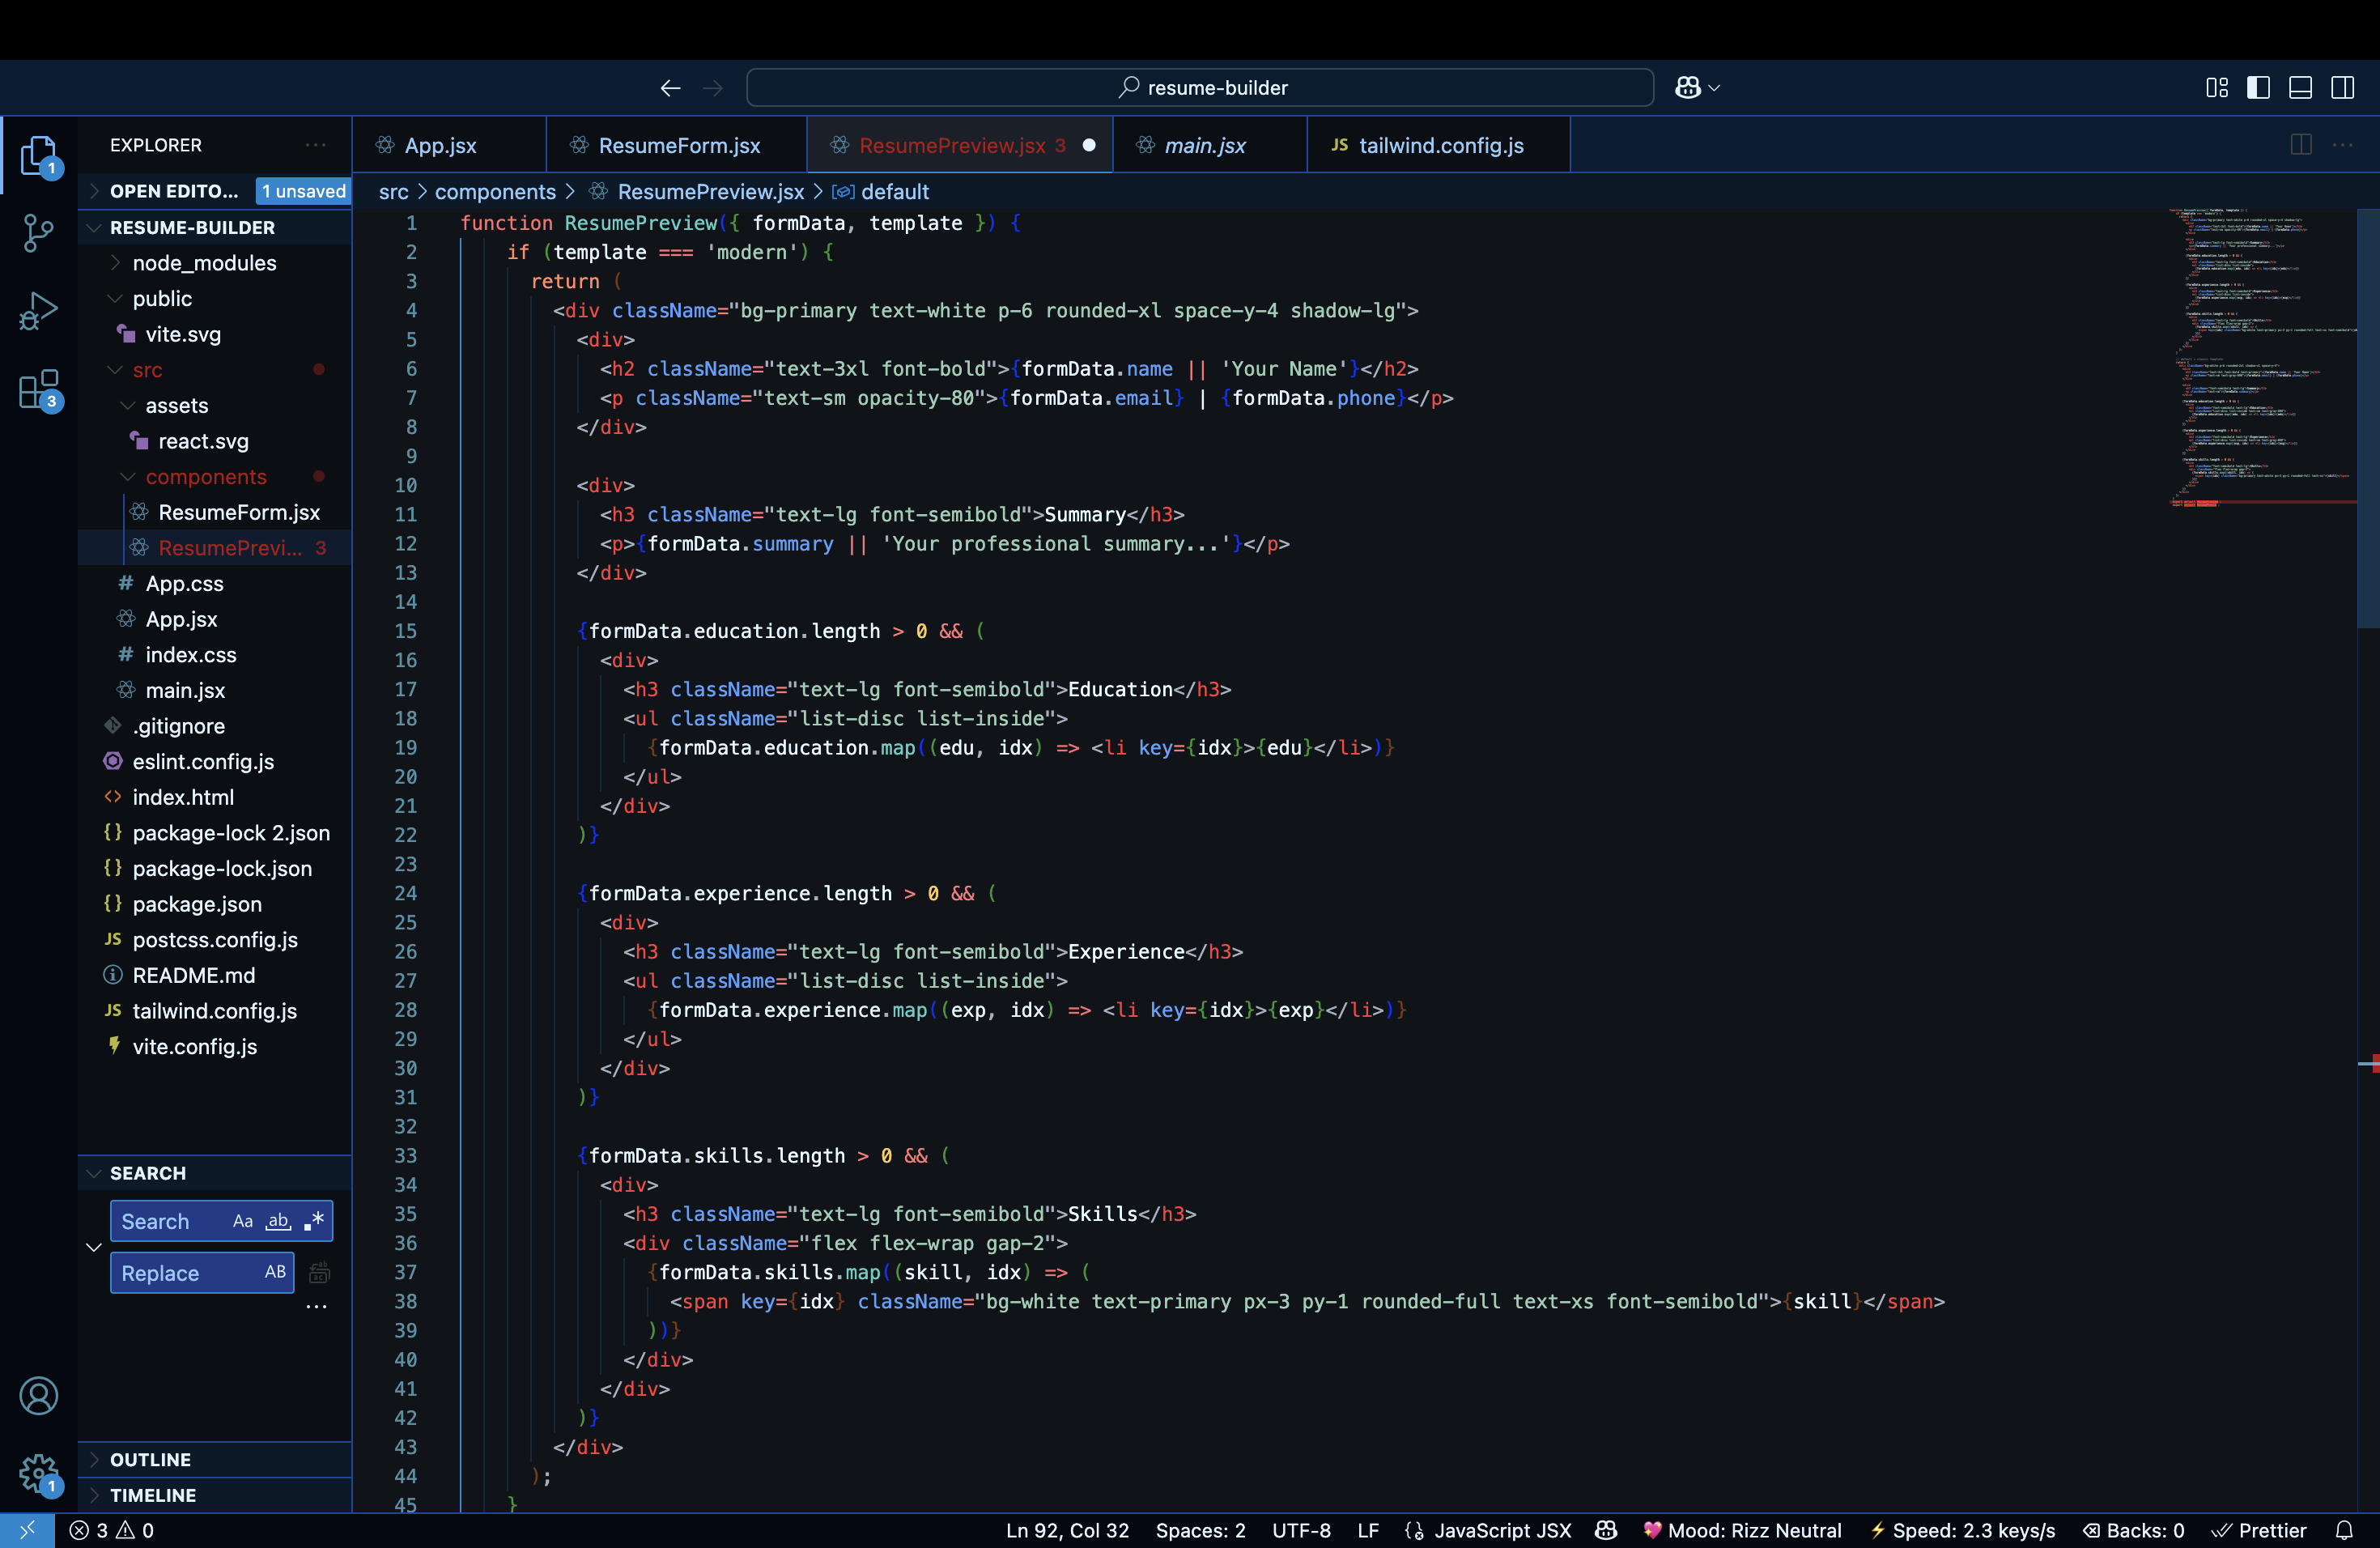 resume-builder
EXPLORER
OPEN EDITO... 1 unsaved
RESUME-BUILDER
node_modules
public
vite.svg
src
assets
react.svg
components
ResumeForm.jsx
ResumePrevi... 3
App.css
App.jsx
index.css
main.jsx
.gitignore
eslint.config.js
index.html
package-lock 2.json
package-lock.json
package.json
postcss.config.js
README.md
tailwind.config.js
vite.config.js
SEARCH
Search Aa ab .*
Replace AB
...
OUTLINE
TIMELINE
1
3
1
App.jsx ResumeForm.jsx ResumePreview.jsx 3 main.jsx JS tailwind.config.js
src > components > ResumePreview.jsx > default
1 function ResumePreview({ formData, template }) {
2 if (template === 'modern') {
3 return (
4 <div className="bg-primary text-white p-6 rounded-xl space-y-4 shadow-lg">
5 <div>
6 <h2 className="text-3xl font-bold">{formData.name || 'Your Name'}</h2>
7 <p className="text-sm opacity-80">{formData.email} | {formData.phone}</p>
8 </div>
9
10 <div>
11 <h3 className="text-lg font-semibold">Summary</h3>
12 <p>{formData.summary || 'Your professional summary...'}</p>
13 </div>
14
15 {formData.education.length > 0 && (
16 <div>
17 <h3 className="text-lg font-semibold">Education</h3>
18 <ul className="list-disc list-inside">
19 {formData.education.map((edu, idx) => <li key={idx}>{edu}</li>)}
20 </ul>
21 </div>
22 )}
23
24 {formData.experience.length > 0 && (
25 <div>
26 <h3 className="text-lg font-semibold">Experience</h3>
27 <ul className="list-disc list-inside">
28 {formData.experience.map((exp, idx) => <li key={idx}>{exp}</li>)}
29 </ul>
30 </div>
31 )}
32
33 {formData.skills.length > 0 && (
34 <div>
35 <h3 className="text-lg font-semibold">Skills</h3>
36 <div className="flex flex-wrap gap-2">
37 {formData.skills.map((skill, idx) => (
38 <span key={idx} className="bg-white text-primary px-3 py-1 rounded-full text-xs font-semibold">{skill}</span>
39 ))}
40 </div>
41 </div>
42 )}
43 </div>
44 );
45 }
3 0 Ln 92, Col 32 Spaces: 2 UTF-8 LF JavaScript JSX 💖 Mood: Rizz Neutral ⚡ Speed: 2.3 keys/s Backs: 0 Prettier